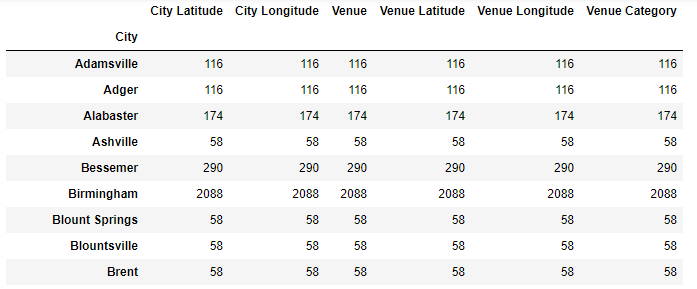 City Latitude City Longitude Venue Venue Latitude Venue Longitude Venue Category
City
Adamsville 116 116 116 116 116 116
Adger 116 116 116 116 116 116
Alabaster 174 174 174 174 174 174
Ashville 58 58 58 58 58 58
Bessemer 290 290 290 290 290 290
Birmingham 2088 2088 2088 2088 2088 2088
Blount Springs 58 58 58 58 58 58
Blountsville 58 58 58 58 58 58
Brent 58 58 58 58 58 58